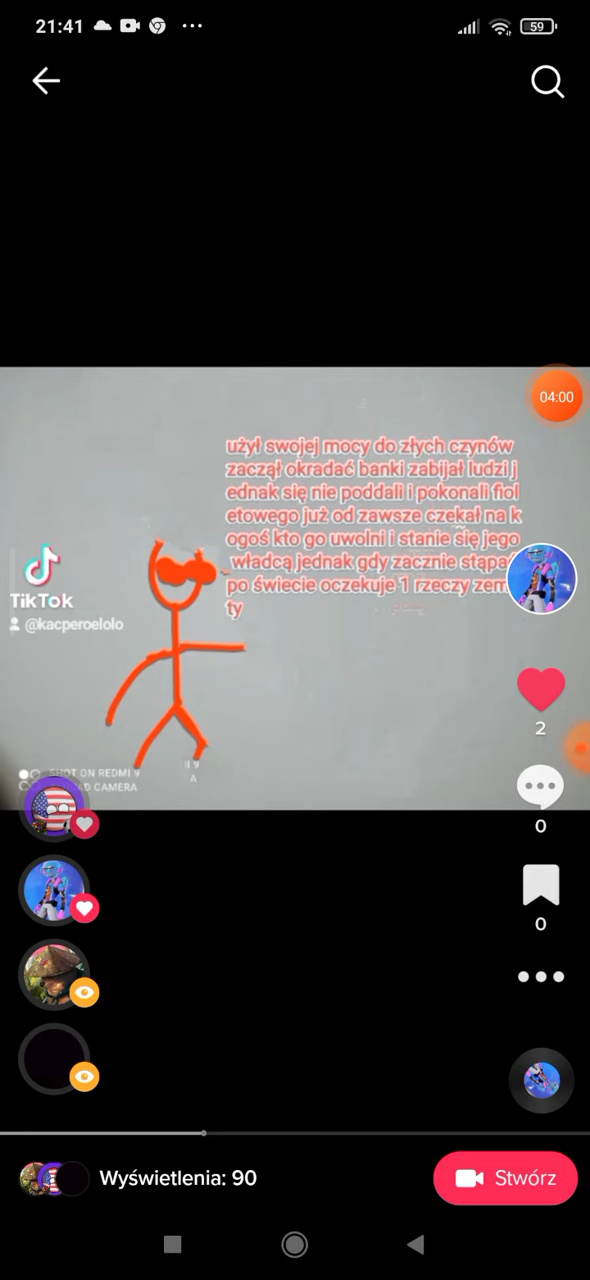 21:41
59
04:00
użył swojej mocy do złych czynów
zaczął okradać banki zabijał ludzi j
ednak się nie poddali i pokonali fiol
etowego już od zawsze czekał na k
ogoś kto go uwolni i stanie się jego
władcą jednak gdy zacznie stąpać
po świecie oczekuje 1 rzeczy zem
ty
TikTok
@kacperoelolo
2
SHOT ON REDMI 9
CAMERA
0
0
Wyświetlenia: 90
Stwórz